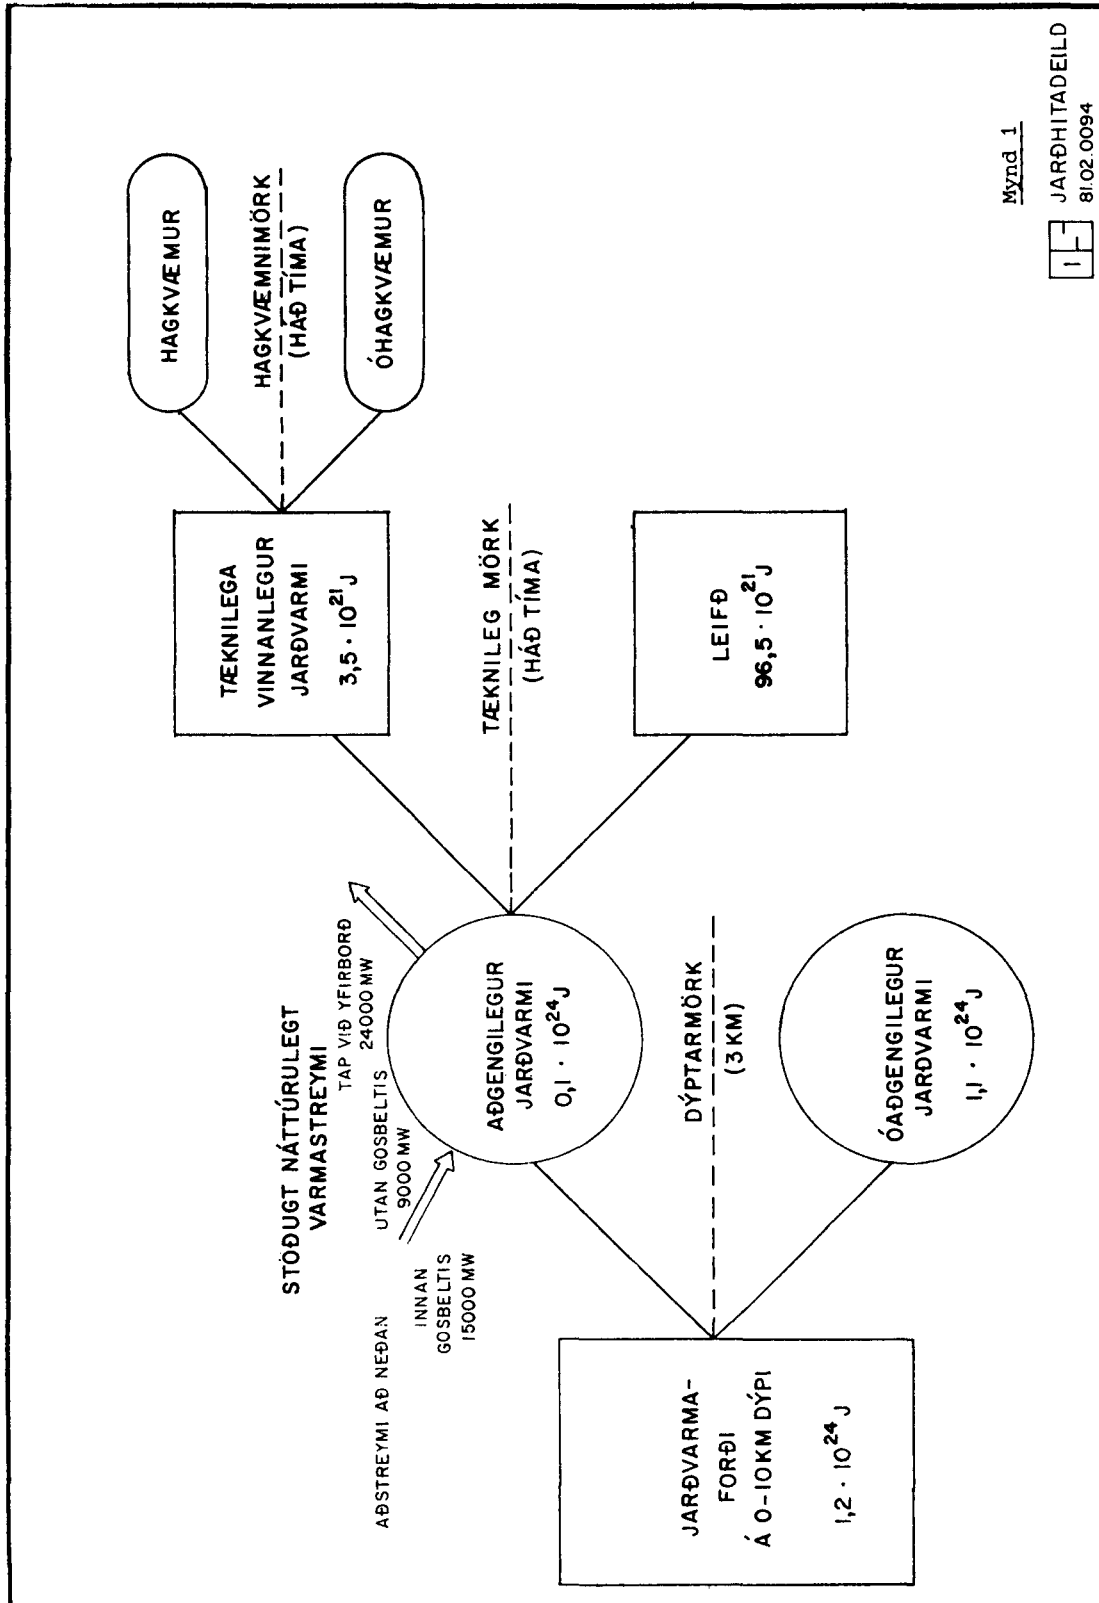 STÖÐUGT NÁTTÚRULEGT
VARMASTREYMI
AÐSTREYMI AÐ NEÐAN
UTAN GOSBELTIS
9000 MW
INNAN
GOSBELTIS
15000 MW
TAP VIÐ YFIRBORÐ
24000 MW
JARÐVARMA-
FORÐI
Á 0-10KM DÝPI
1,2 · 10²⁴ J
AÐGENGILEGUR
JARÐVARMI
0,1 · 10²⁴ J
DÝPTARMÖRK
(3 KM)
ÓAÐGENGILEGUR
JARÐVARMI
1,1 · 10²⁴ J
TÆKNILEGA
VINNANLEGUR
JARÐVARMI
3,5 · 10²¹ J
TÆKNILEG MÖRK
(HÁÐ TÍMA)
LEIFÐ
96,5 · 10²¹ J
HAGKVÆMUR
HAGKVÆMNIMÖRK
(HÁÐ TÍMA)
ÓHAGKVÆMUR
Mynd 1
JARÐHITADEILD
81.02.0094